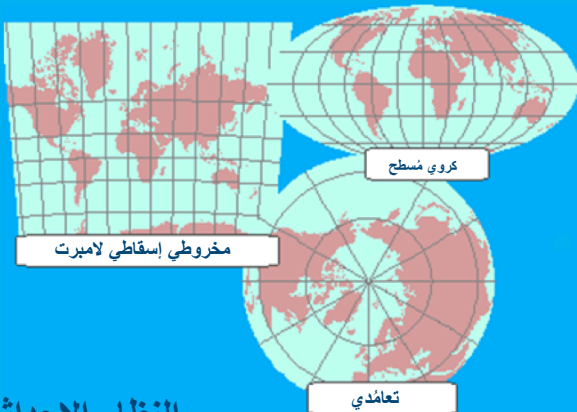 كروي مُسطح
مخروطي إسقاطي لامبرت
تعامُدي